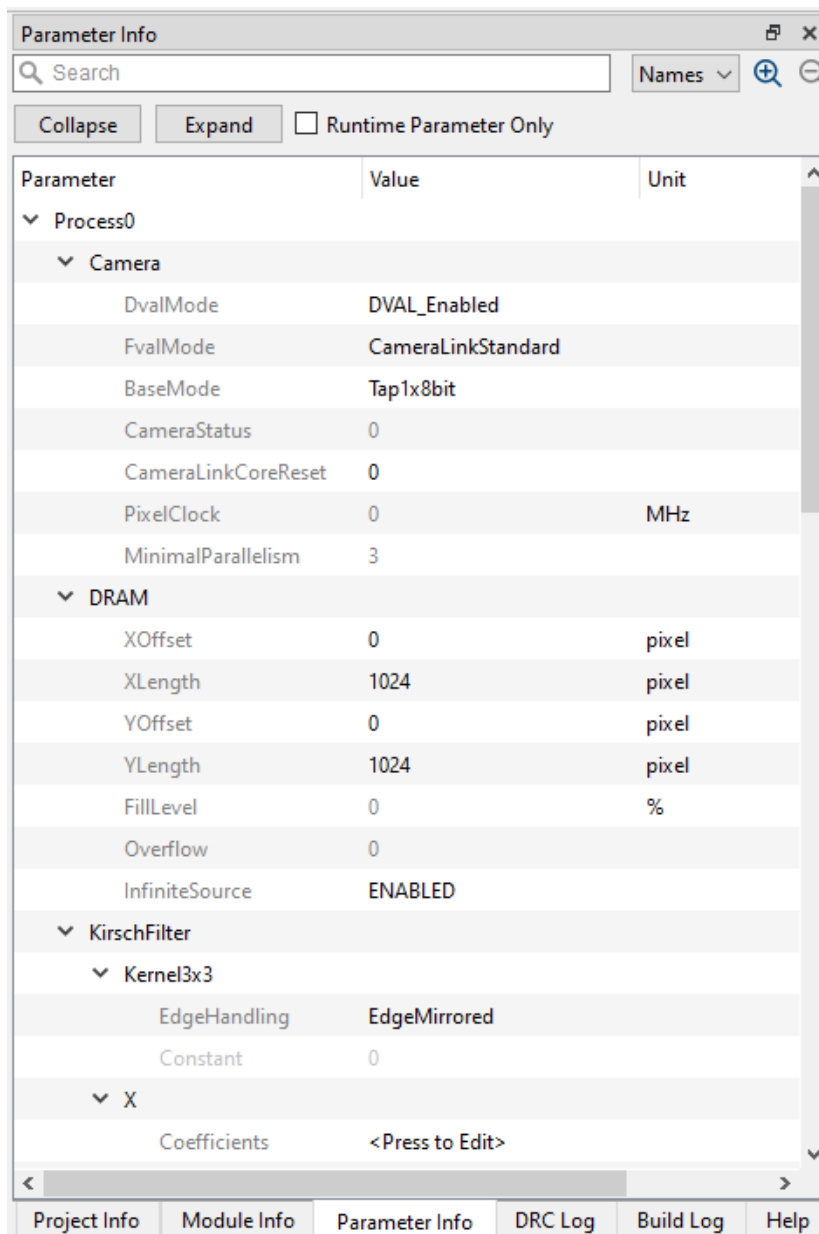 Parameter Info
Search
Names
Collapse Expand Runtime Parameter Only
Parameter Value Unit
Process0
Camera
DvalMode DVAL_Enabled
FvalMode CameraLinkStandard
BaseMode Tap1x8bit
CameraStatus 0
CameraLinkCoreReset 0
PixelClock 0 MHz
MinimalParallelism 3
DRAM
XOffset 0 pixel
XLength 1024 pixel
YOffset 0 pixel
YLength 1024 pixel
FillLevel 0 %
Overflow 0
InfiniteSource ENABLED
KirschFilter
Kernel3x3
EdgeHandling EdgeMirrored
Constant 0
X
Coefficients <Press to Edit>
Project Info Module Info Parameter Info DRC Log Build Log Help